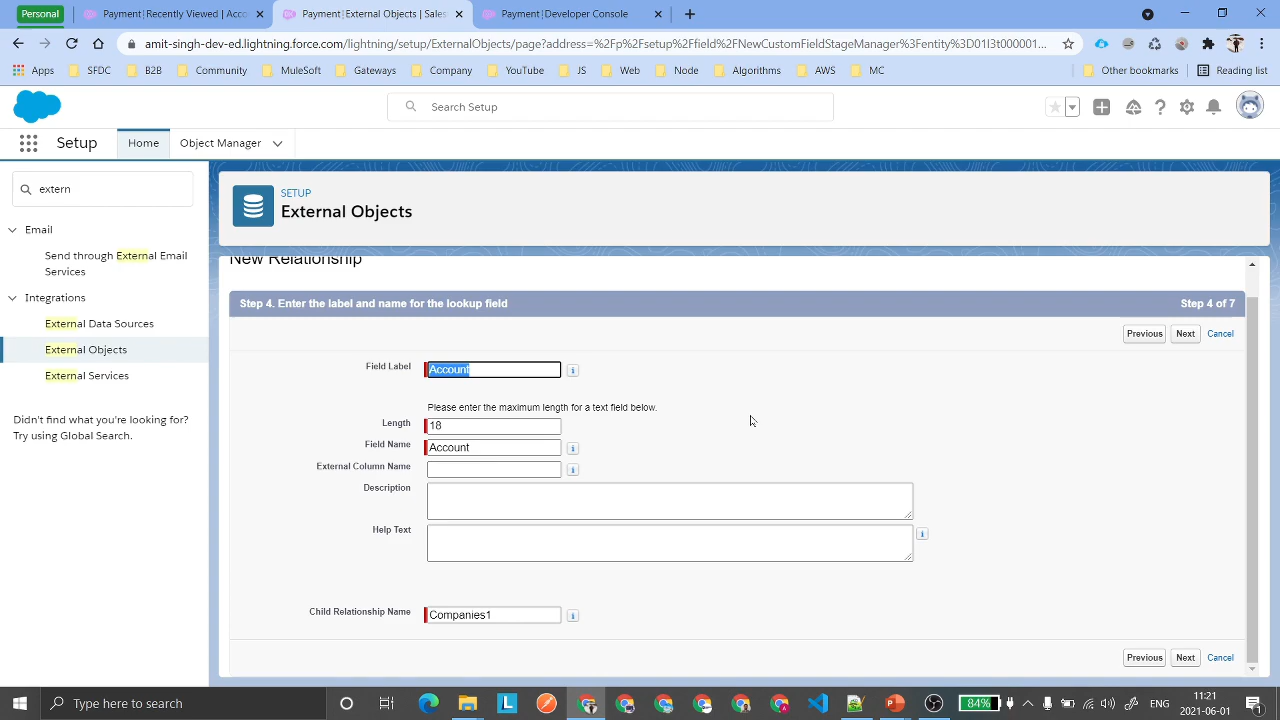 Personal
Payment|Recently Viewed | Acco
Payment|External Objects | Sales
Payment|Developer Console
amit-singh-dev-ed.lightning.force.com/lightning/setup/ExternalObjects/page?address=%2Fp%2Fsetup%2Ffield%2FNewCustomFieldStageManager%3Fentity%3D01I3t000001...
Apps
SFDC
B2B
Community
MuleSoft
Gateways
Company
YouTube
JS
Web
Node
Algorithms
AWS
MC
Other bookmarks
Reading list
Search Setup
Setup
Home
Object Manager
extern
Email
Send through External Email
Services
Integrations
External Data Sources
External Objects
External Services
Didn't find what you're looking for?
Try using Global Search.
SETUP
External Objects
New Relationship
Step 4. Enter the label and name for the lookup field
Step 4 of 7
Previous
Next
Cancel
Field Label
Account
Please enter the maximum length for a text field below.
Length
18
Field Name
Account
External Column Name
Description
Help Text
Child Relationship Name
Companies1
Previous
Next
Cancel
Type here to search
84%
ENG
11:21
2021-06-01